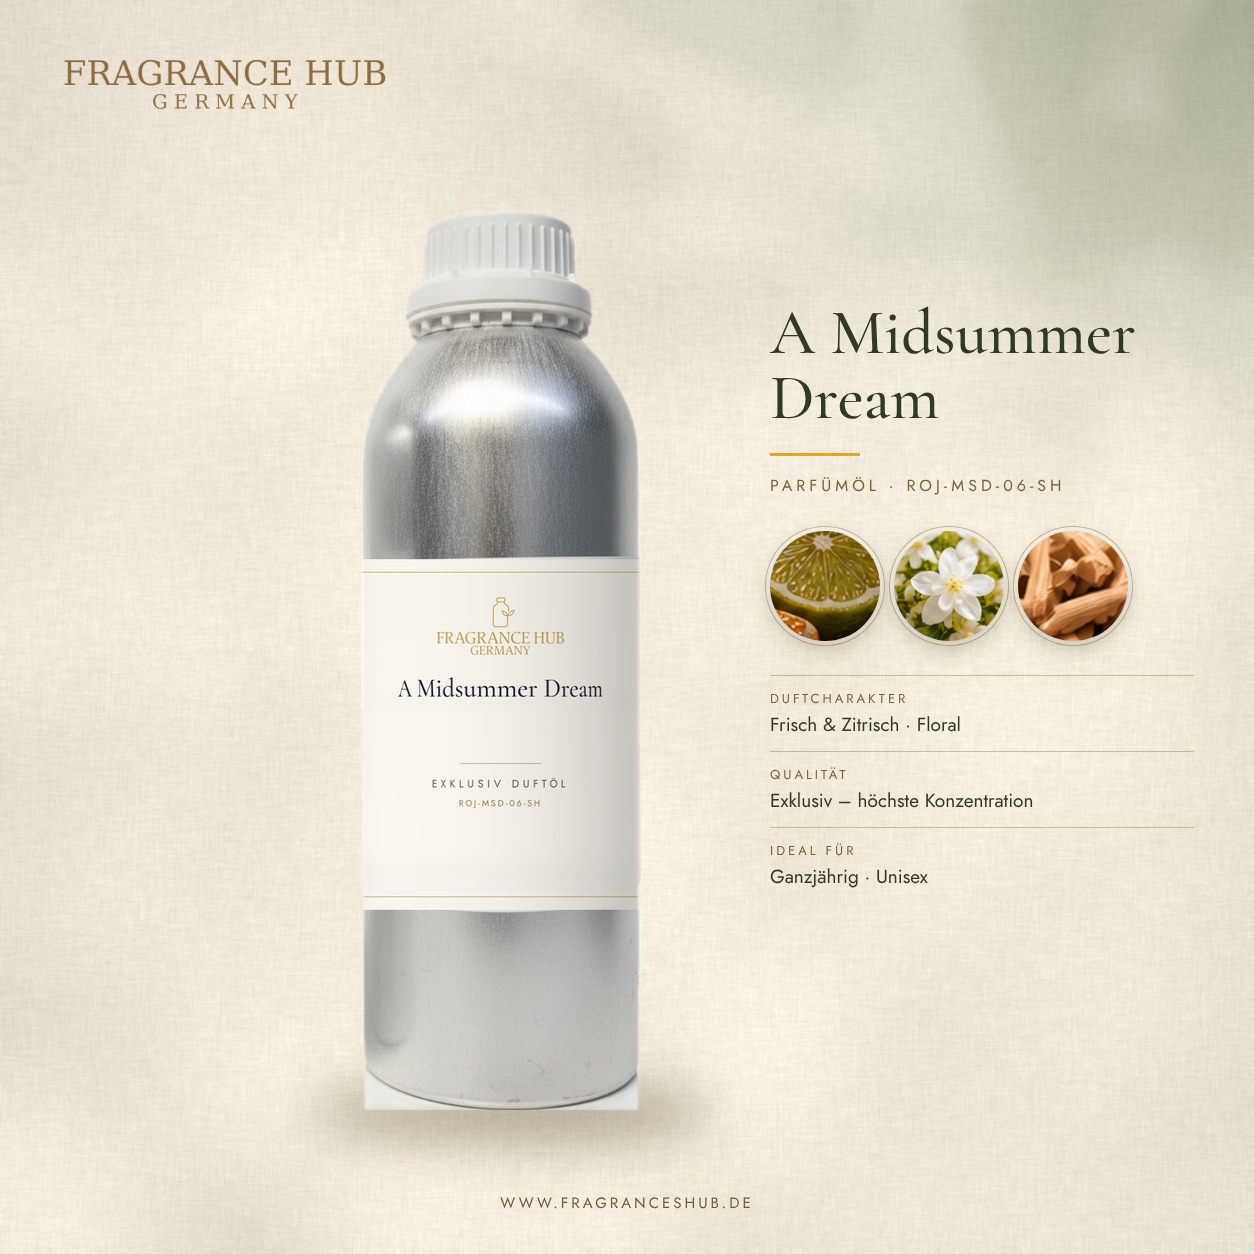 FRAGRANCE HUB
GERMANY
A Midsummer
Dream
PARFÜMÖL · ROJ-MSD-06-SH
DUFTCHARAKTER
Frisch & Zitrisch · Floral
QUALITÄT
Exklusiv – höchste Konzentration
IDEAL FÜR
Ganzjährig · Unisex
FRAGRANCE HUB
GERMANY
A Midsummer Dream
EXKLUSIV DUFTÖL
ROJ-MSD-06-SH
WWW.FRAGRANCESHUB.DE